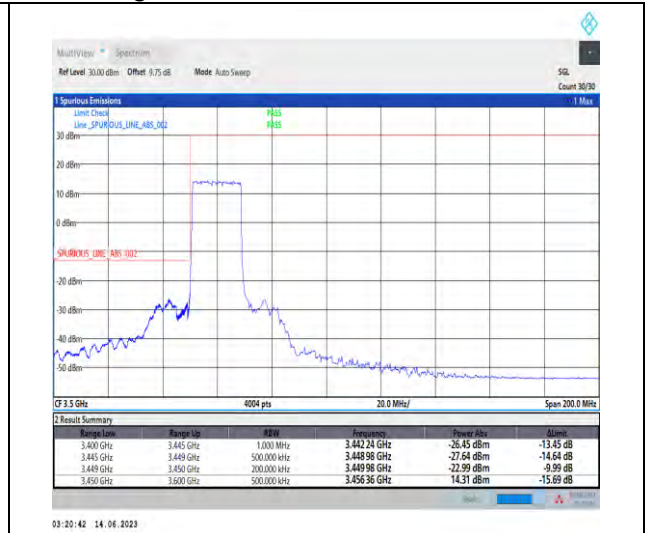 MultiView Spectrum
Ref Level 30.00 dBm Offset 9.75 dB Mode Auto Sweep SGL
Count 30/30
1 Spurious Emissions 1 Max
Limit Check PASS
Line _SPURIOUS_LINE_ABS_002 PASS
30 dBm
20 dBm
10 dBm
0 dBm
_SPURIOUS_LINE_ABS_002
-20 dBm
-30 dBm
-40 dBm
-50 dBm
CF 3.5 GHz 4004 pts 20.0 MHz/ Span 200.0 MHz
2 Result Summary
Range Low Range Up RBW Frequency Power Abs ΔLimit
3.400 GHz 3.445 GHz 1.000 MHz 3.442 24 GHz -26.45 dBm -13.45 dB
3.445 GHz 3.449 GHz 500.000 kHz 3.448 98 GHz -27.64 dBm -14.64 dB
3.449 GHz 3.450 GHz 200.000 kHz 3.449 98 GHz -22.99 dBm -9.99 dB
3.450 GHz 3.600 GHz 500.000 kHz 3.456 36 GHz 14.31 dBm -15.69 dB
03:20:42 14.06.2023